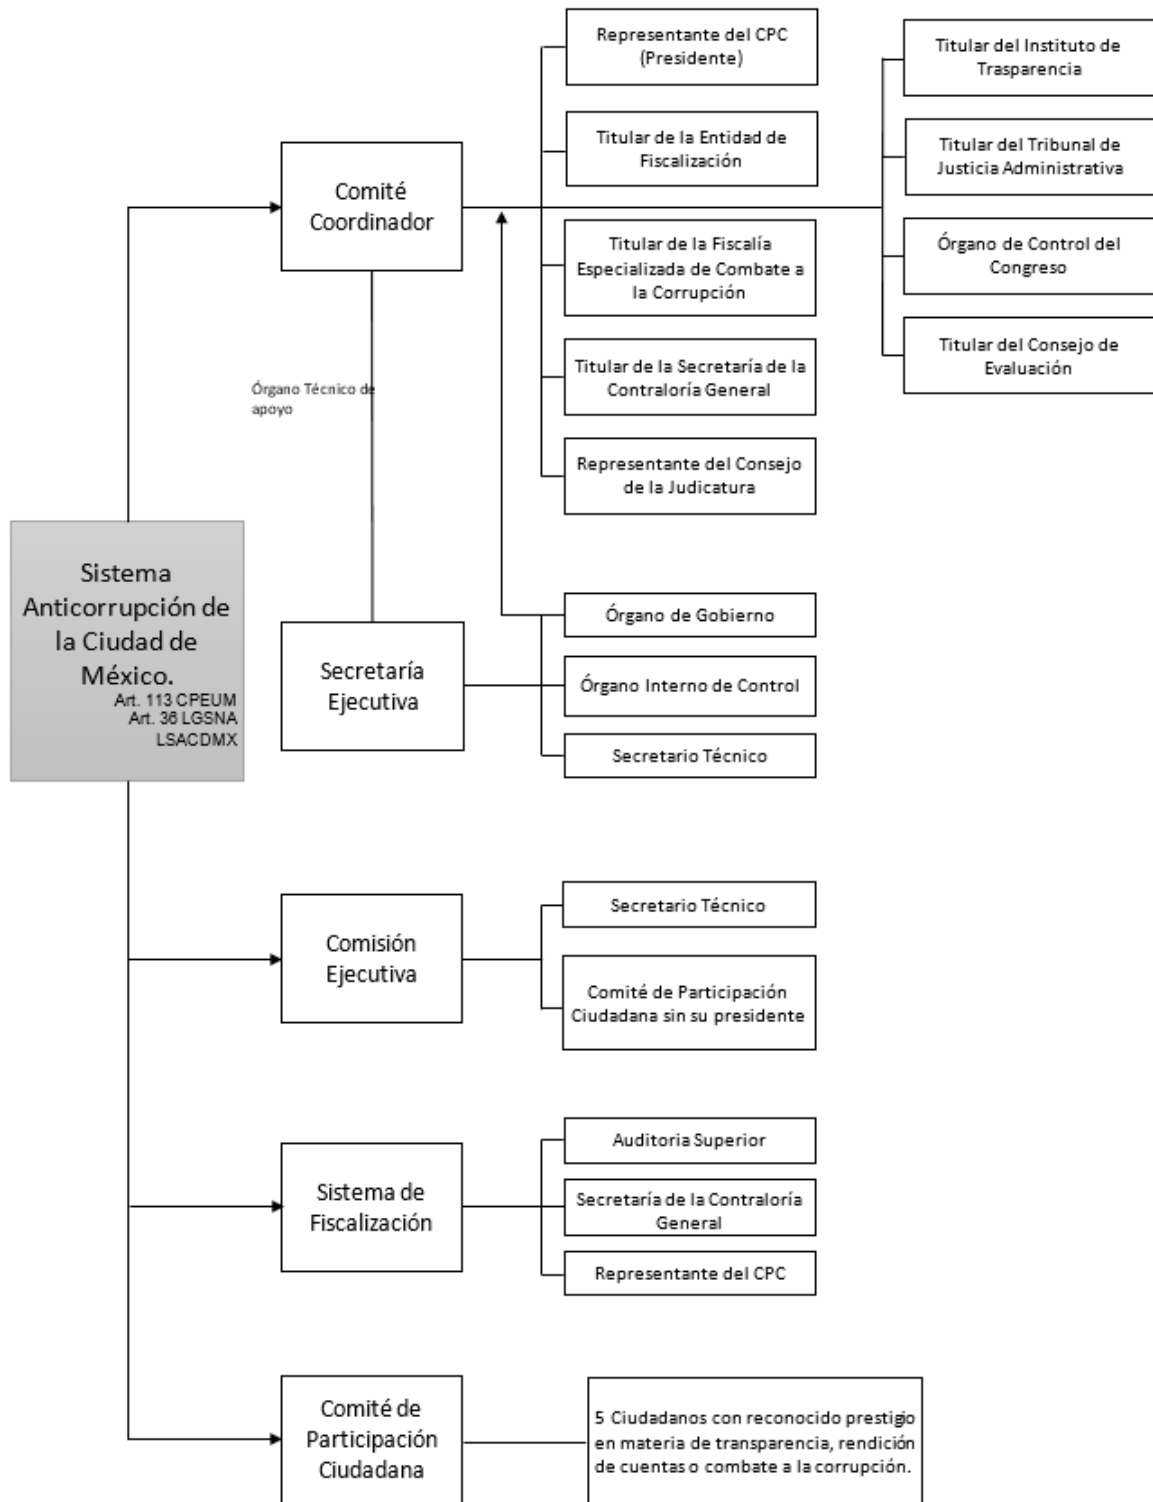 Representante del CPC
(Presidente)
Titular del Instituto de
Trasparencia
Titular de la Entidad de
Fiscalización
Titular del Tribunal de
Justicia Administrativa
Comité
Coordinador
Titular de la Fiscalía
Especializada de Combate a
la Corrupción
Órgano de Control del
Congreso
Titular de la Secretaría de la
Contraloría General
Titular del Consejo de
Evaluación
Órgano Técnico de
apoyo
Representante del Consejo
de la Judicatura
Sistema
Anticorrupción de
la Ciudad de
México.
Art. 113 CPEUM
Art. 36 LGSNA
LSACDMX
Secretaría
Ejecutiva
Órgano de Gobierno
Órgano Interno de Control
Secretario Técnico
Comisión
Ejecutiva
Secretario Técnico
Comité de Participación
Ciudadana sin su presidente
Sistema de
Fiscalización
Auditoria Superior
Secretaría de la Contraloría
General
Representante del CPC
Comité de
Participación
Ciudadana
5 Ciudadanos con reconocido prestigio
en materia de transparencia, rendición
de cuentas o combate a la corrupción.